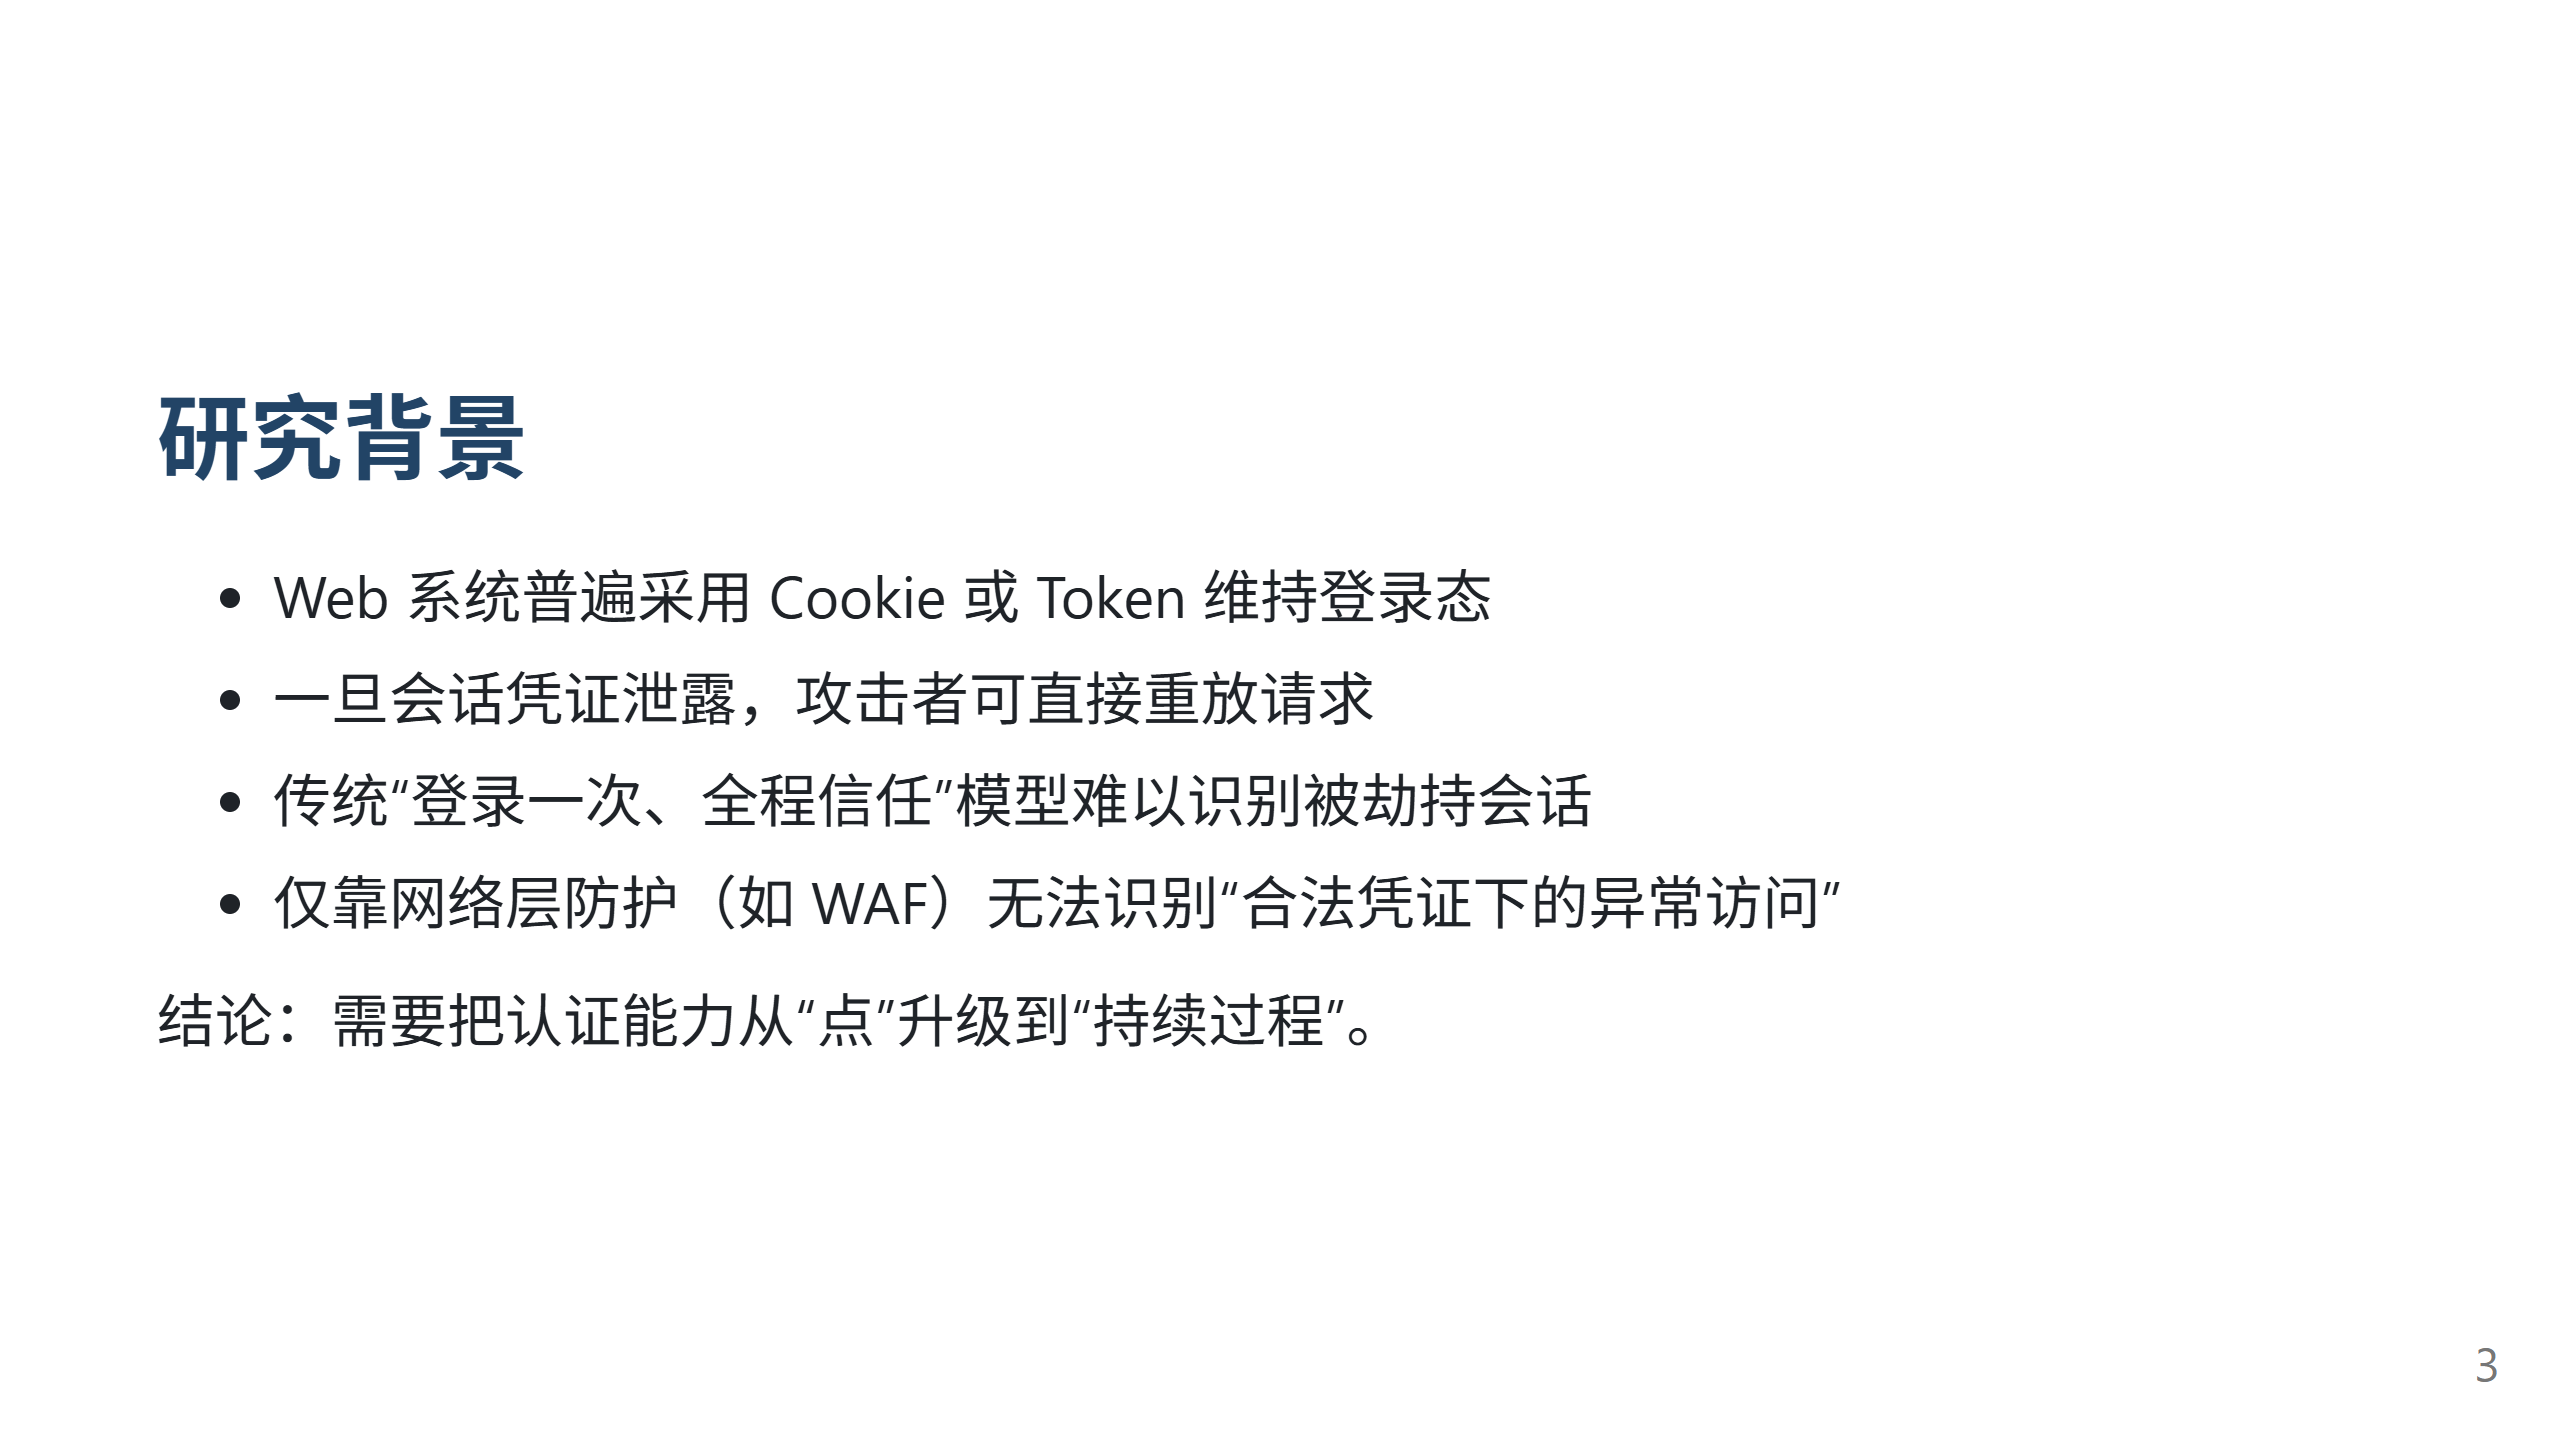 研究背景
• Web 系统普遍采用 Cookie 或 Token 维持登录态
• 一旦会话凭证泄露，攻击者可直接重放请求
• 传统“登录一次、全程信任”模型难以识别被劫持会话
• 仅靠网络层防护（如 WAF）无法识别“合法凭证下的异常访问”
结论：需要把认证能力从“点”升级到“持续过程”。
3